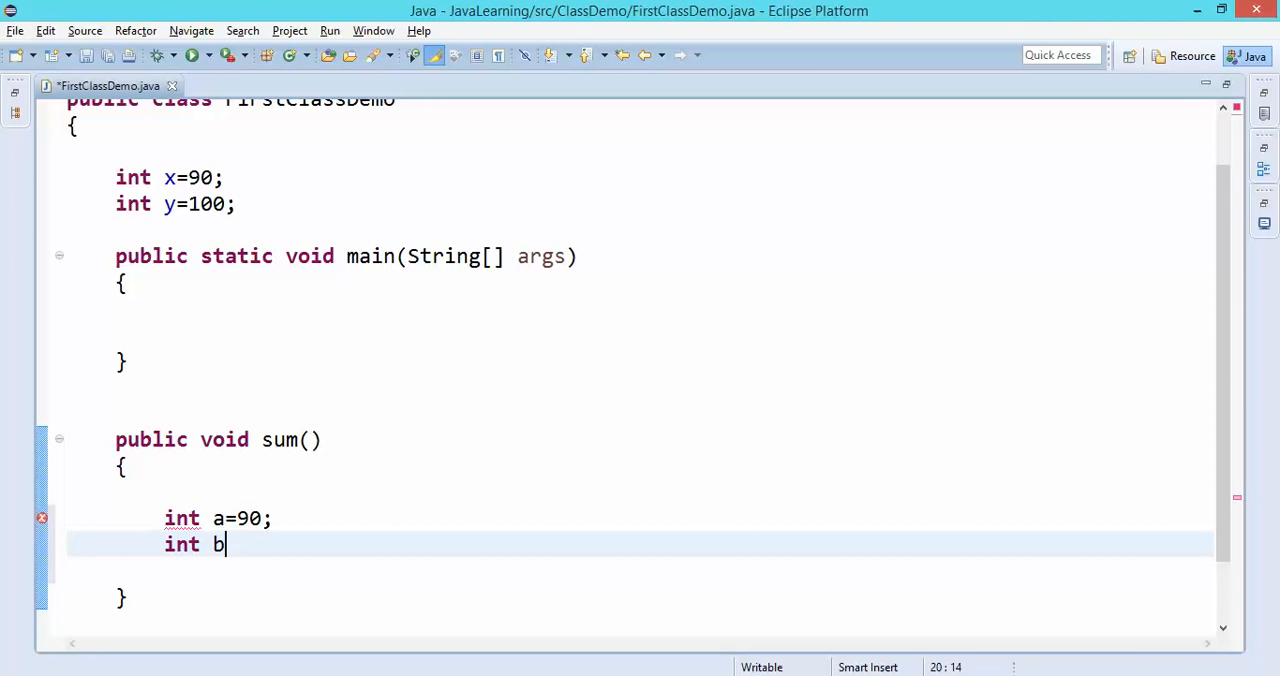 Java - JavaLearning/src/ClassDemo/FirstClassDemo.java - Eclipse Platform
File Edit Source Refactor Navigate Search Project Run Window Help
Quick Access Resource Java
*FirstClassDemo.java
public class FirstClassDemo
{
int x=90;
int y=100;
public static void main(String[] args)
{
}
public void sum()
{
int a=90;
int b
}
Writable Smart Insert 20 : 14